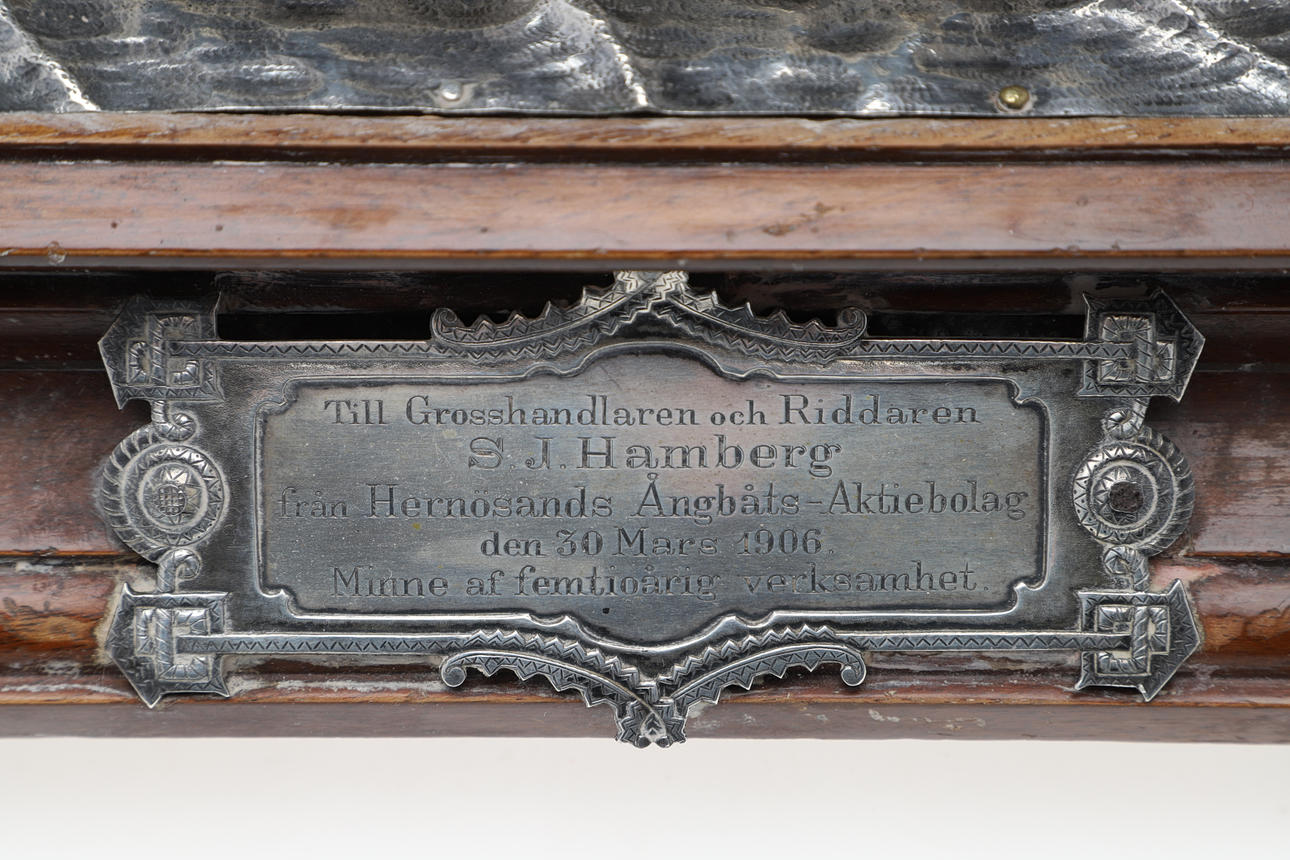 Till Grosshandlaren och Riddaren
S. J. Hamberg
från Hernösands Ångbåts-Aktiebolag
den 30 Mars 1906.
Minne af femtioårig verksamhet.